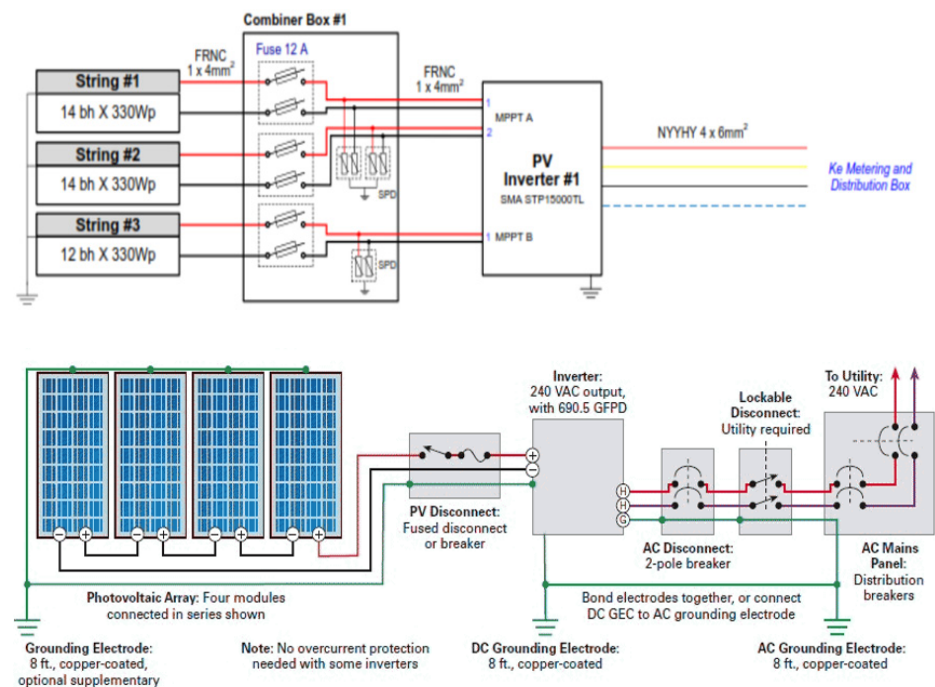 Combiner Box #1
Fuse 12 A
FRNC
1 x 4mm²
FRNC
1 x 4mm²
String #1
14 bh X 330Wp
String #2
14 bh X 330Wp
String #3
12 bh X 330Wp
SPD
SPD
1
MPPT A
2
PV
Inverter #1
SMA STP15000TL
1 MPPT B
NYYHY 4 x 6mm²
Ke Metering and
Distribution Box
Inverter:
240 VAC output,
with 690.5 GFPD
To Utility:
240 VAC
Lockable
Disconnect:
Utility required
+
−
H
H
G
− + − + − + − +
PV Disconnect:
Fused disconnect
or breaker
AC Disconnect:
2-pole breaker
AC Mains
Panel:
Distribution
breakers
Photovoltaic Array: Four modules
connected in series shown
Bond electrodes together, or connect
DC GEC to AC grounding electrode
Grounding Electrode:
8 ft., copper-coated,
optional supplementary
Note: No overcurrent protection
needed with some inverters
DC Grounding Electrode:
8 ft., copper-coated
AC Grounding Electrode:
8 ft., copper-coated